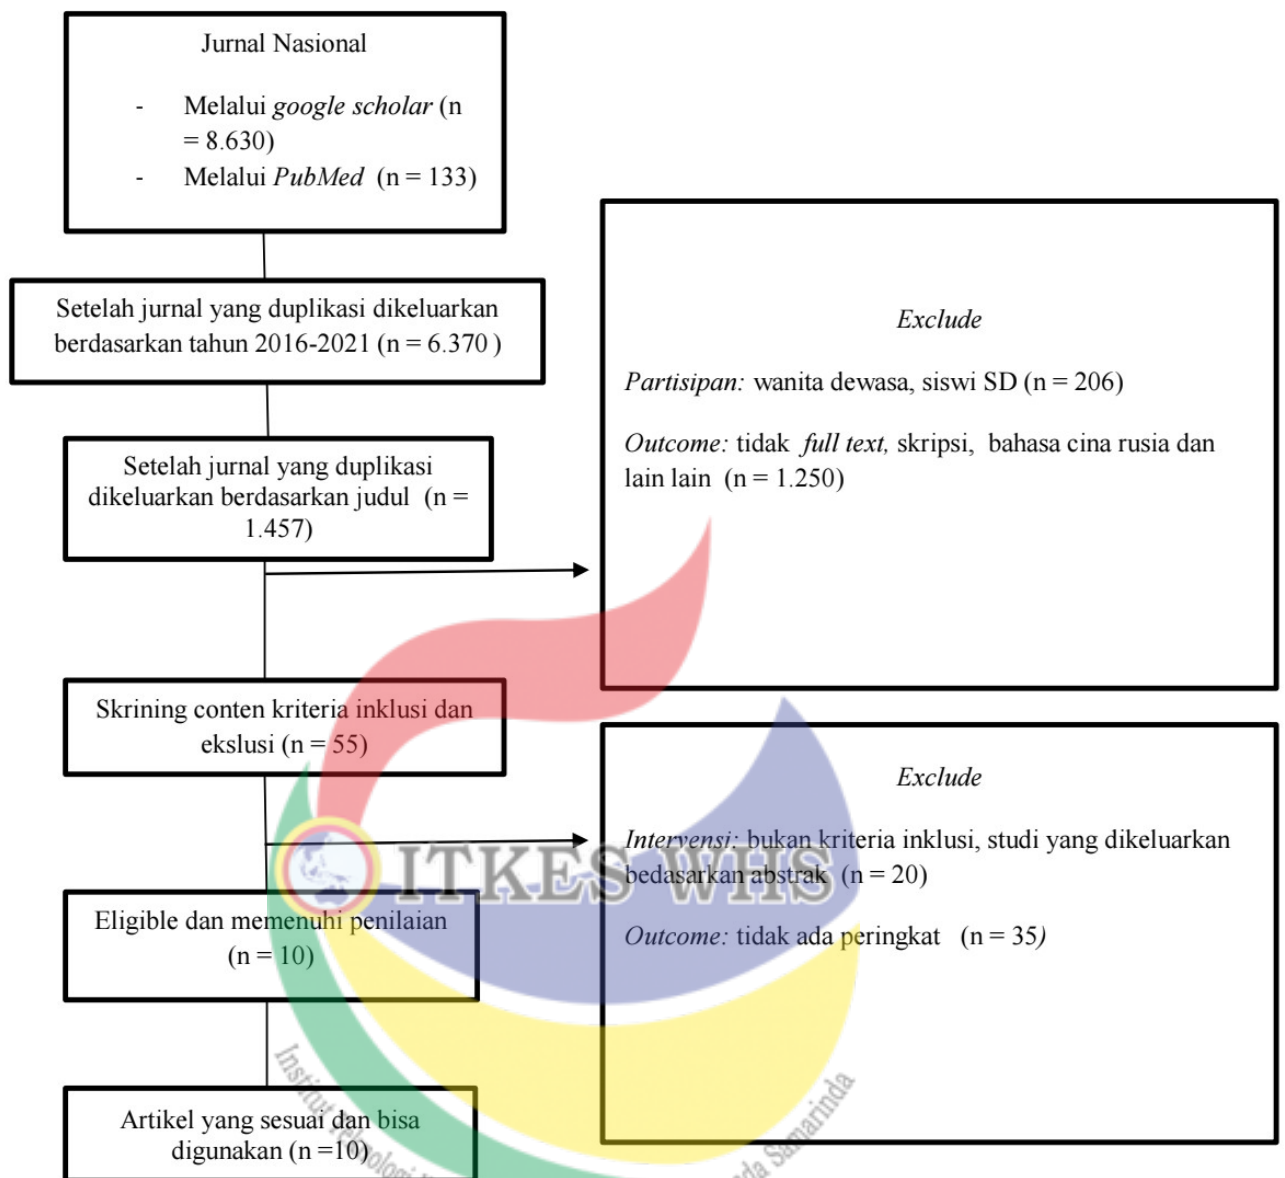 Jurnal Nasional
- Melalui google scholar (n
= 8.630)
- Melalui PubMed (n = 133)
Setelah jurnal yang duplikasi dikeluarkan
berdasarkan tahun 2016-2021 (n = 6.370 )
Setelah jurnal yang duplikasi
dikeluarkan berdasarkan judul (n =
1.457)
Exclude
Partisipan: wanita dewasa, siswi SD (n = 206)
Outcome: tidak full text, skripsi, bahasa cina rusia dan
lain lain (n = 1.250)
Skrining conten kriteria inklusi dan
ekslusi (n = 55)
Exclude
Intervensi: bukan kriteria inklusi, studi yang dikeluarkan
bedasarkan abstrak (n = 20)
Outcome: tidak ada peringkat (n = 35)
ITKES WHS
Eligible dan memenuhi penilaian
(n = 10)
Artikel yang sesuai dan bisa
digunakan (n =10)
Institut Teknologi
Samarinda